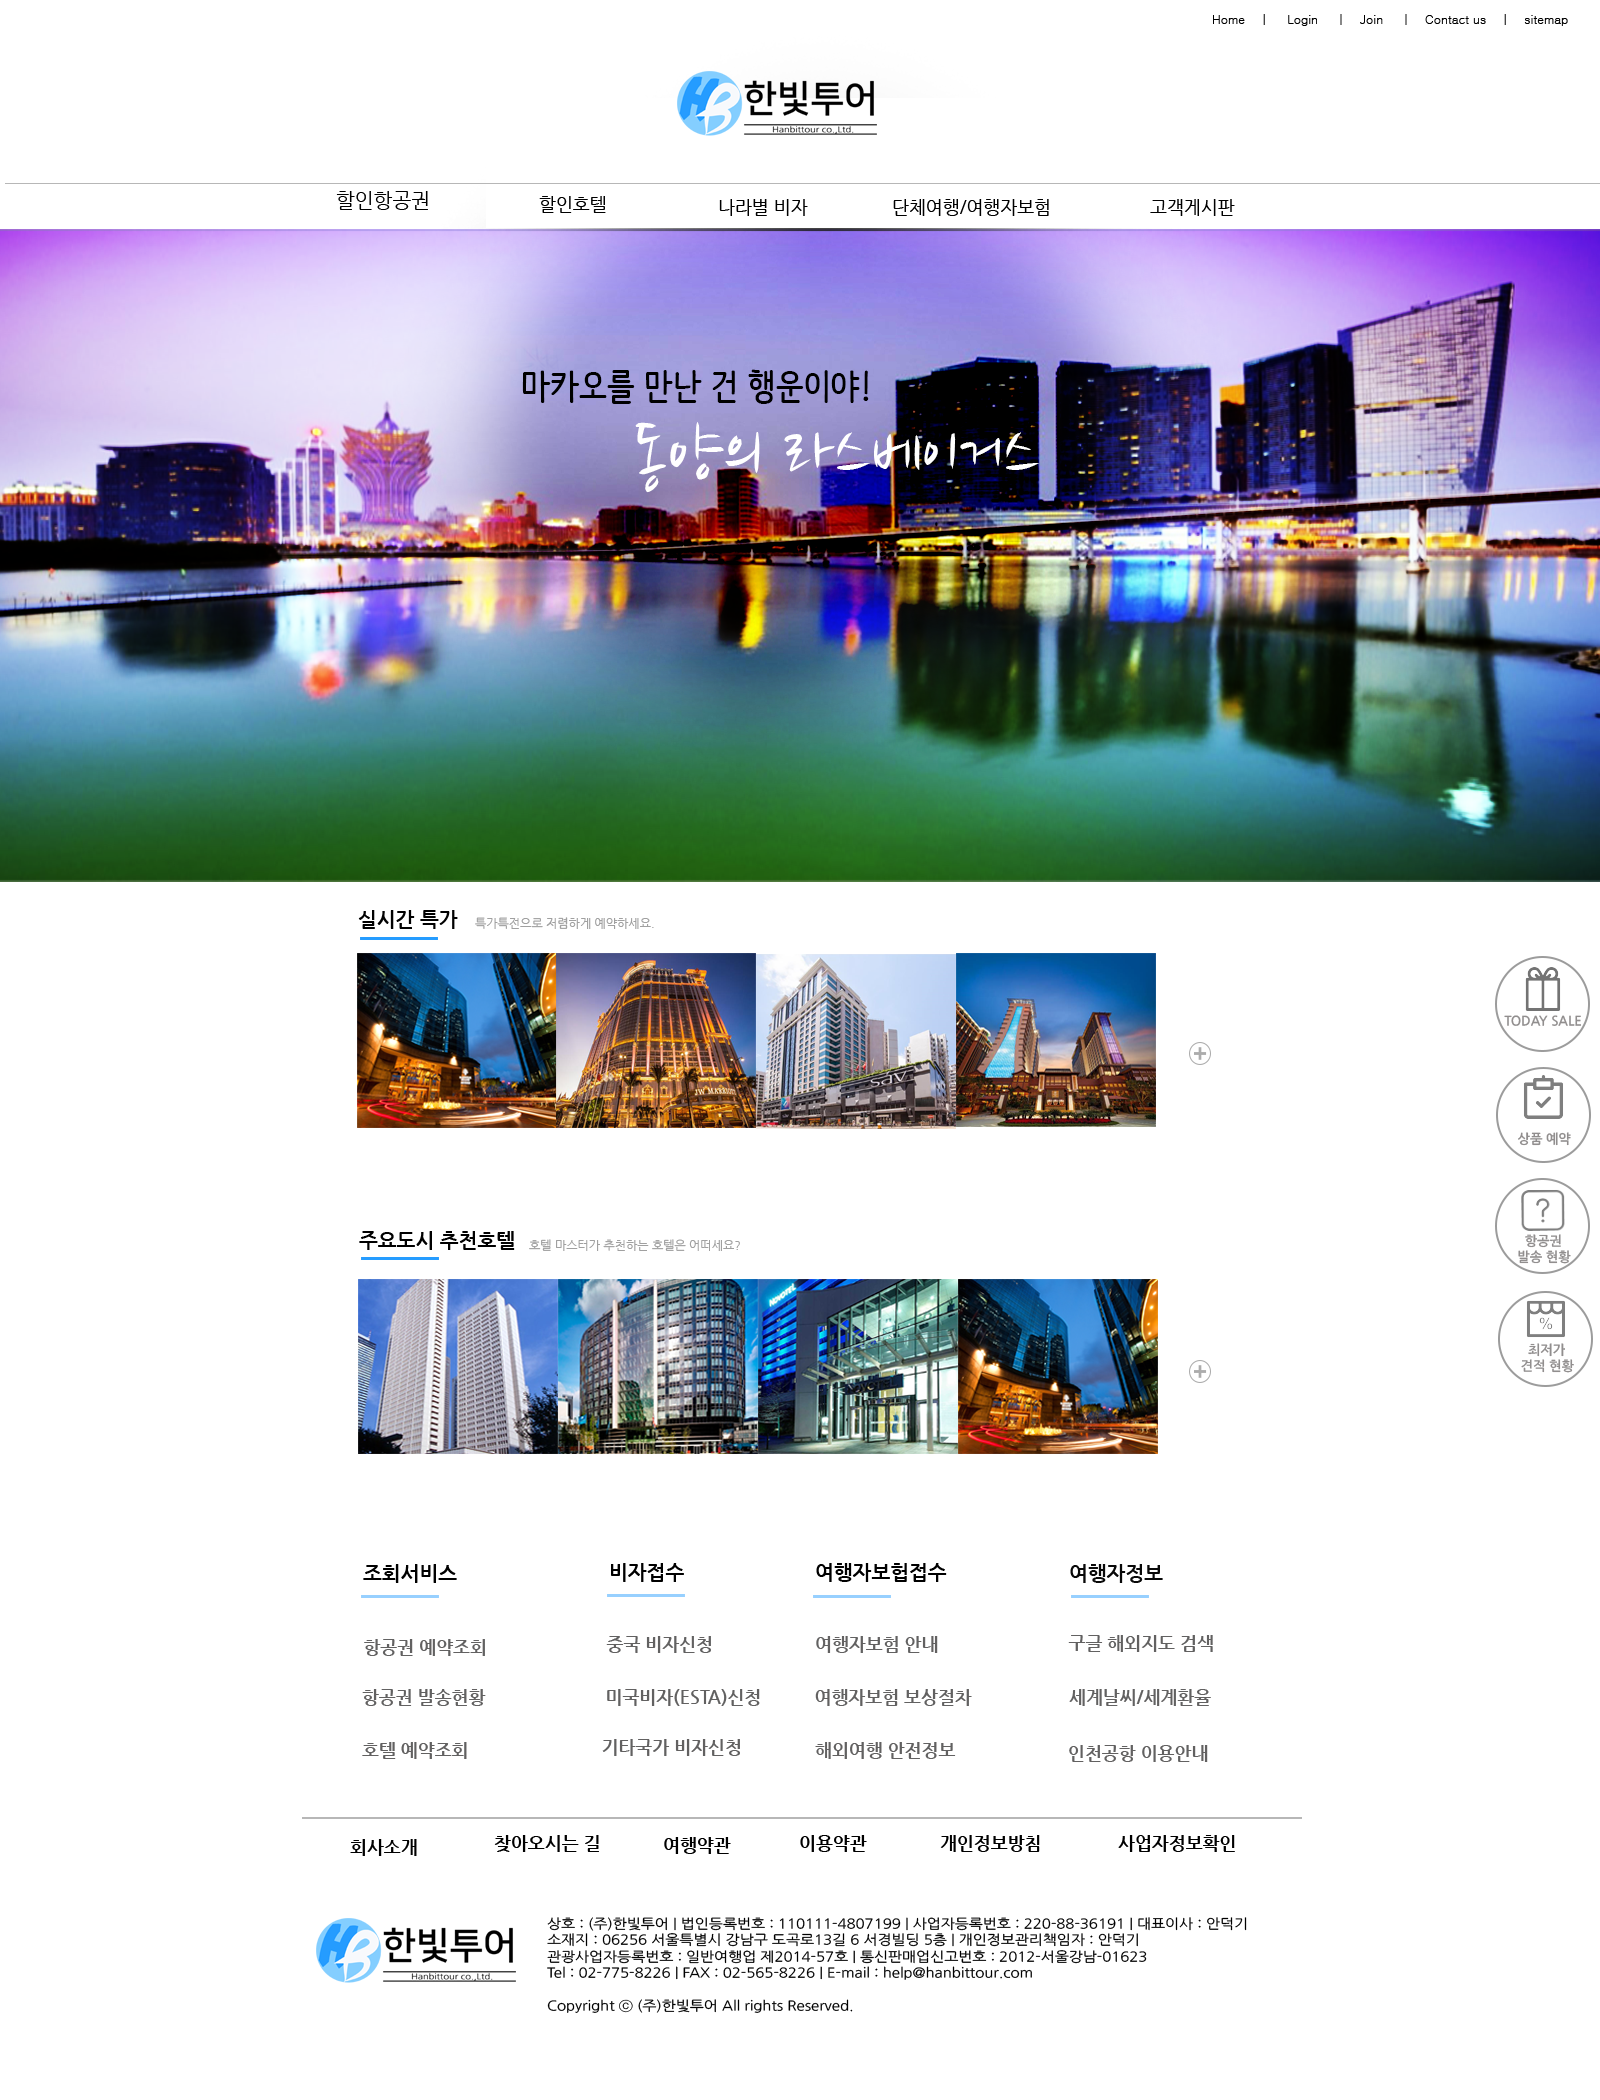 Home | Login | Join | Contact us | sitemap
HB 한빛투어
Hanbittour co.,Ltd.
할인항공권 할인호텔 나라별 비자 단체여행/여행자보험 고객게시판
마카오를 만난 건 행운이야!
동양의 라스베이거스
실시간 특가 특가특전으로 저렴하게 예약하세요.
JW MARRIOTT
sav
TODAY SALE
상품 예약
항공권
발송 현황
주요도시 추천호텔 호텔 마스터가 추천하는 호텔은 어떠세요?
NOVOTEL
%
최저가
견적 현황
조회서비스 비자접수 여행자보험접수 여행자정보
항공권 예약조회 중국 비자신청 여행자보험 안내 구글 해외지도 검색
항공권 발송현황 미국비자(ESTA)신청 여행자보험 보상절차 세계날씨/세계환율
호텔 예약조회 기타국가 비자신청 해외여행 안전정보 인천공항 이용안내
회사소개 찾아오시는 길 여행약관 이용약관 개인정보방침 사업자정보확인
HB 한빛투어
Hanbittour co.,Ltd.
상호 : (주)한빛투어 | 법인등록번호 : 110111-4807199 | 사업자등록번호 : 220-88-36191 | 대표이사 : 안덕기
소재지 : 06256 서울특별시 강남구 도곡로13길 6 서경빌딩 5층 | 개인정보관리책임자 : 안덕기
관광사업자등록번호 : 일반여행업 제2014-57호 | 통신판매업신고번호 : 2012-서울강남-01623
Tel : 02-775-8226 | FAX : 02-565-8226 | E-mail : help@hanbittour.com
Copyright ⓒ (주)한빛투어 All rights Reserved.